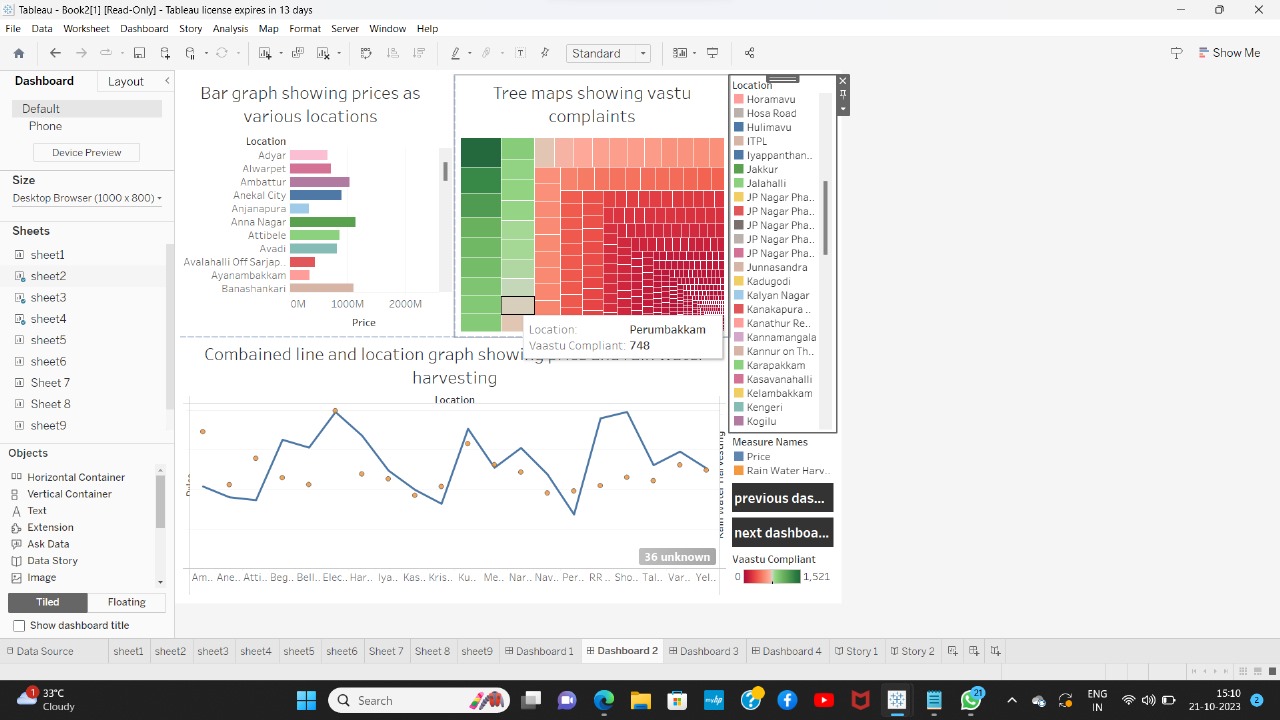 Tableau - Book2[1] [Read-Only] - Tableau license expires in 13 days
File Data Worksheet Dashboard Story Analysis Map Format Server Window Help
Standard
Show Me
Dashboard Layout
Default
Phone
Device Preview
Size
Desktop Browser (1000 x 800)
Sheets
sheet1
sheet2
sheet3
sheet4
sheet5
sheet6
Sheet 7
Sheet 8
sheet9
Objects
Horizontal Container
Vertical Container
Text
Extension
Ask Data
Data Story
Image
Tiled Floating
Show dashboard title
Bar graph showing prices as
various locations
Location
Adyar
Alwarpet
Ambattur
Anekal City
Anjanapura
Anna Nagar
Attibele
Avadi
Avalahalli Off Sarjap..
Ayanambakkam
Banashankari
0M 1000M 2000M
Price
Tree maps showing vastu
complaints
Location: Perumbakkam
Vaastu Compliant: 748
Combained line and location graph showing
harvesting
Location
Price
Rain Water Harvesting
36 unknown
Am.. Ane.. Atti.. Beg.. Bell.. Elec.. Har.. Iya.. Kas.. Kris.. Ku.. Me.. Nar.. Nav.. Per.. RR .. Sho.. Tal.. Var.. Yel..
Location
Horamavu
Hosa Road
Hulimavu
ITPL
Iyappanthan..
Jakkur
Jalahalli
JP Nagar Pha..
JP Nagar Pha..
JP Nagar Pha..
JP Nagar Pha..
JP Nagar Pha..
Junnasandra
Kadugodi
Kalyan Nagar
Kanakapura ..
Kanathur Re..
Kannamangala
Kannur on Th..
Karapakkam
Kasavanahalli
Kelambakkam
Kengeri
Kogilu
Measure Names
Price
Rain Water Harv..
previous das...
next dashboa...
Vaastu Compliant
0 1,521
Data Source sheet1 sheet2 sheet3 sheet4 sheet5 sheet6 Sheet 7 Sheet 8 sheet9 Dashboard 1 Dashboard 2 Dashboard 3 Dashboard 4 Story 1 Story 2
1
33°C
Cloudy
Search
21
ENG
IN
15:10
21-10-2023
2